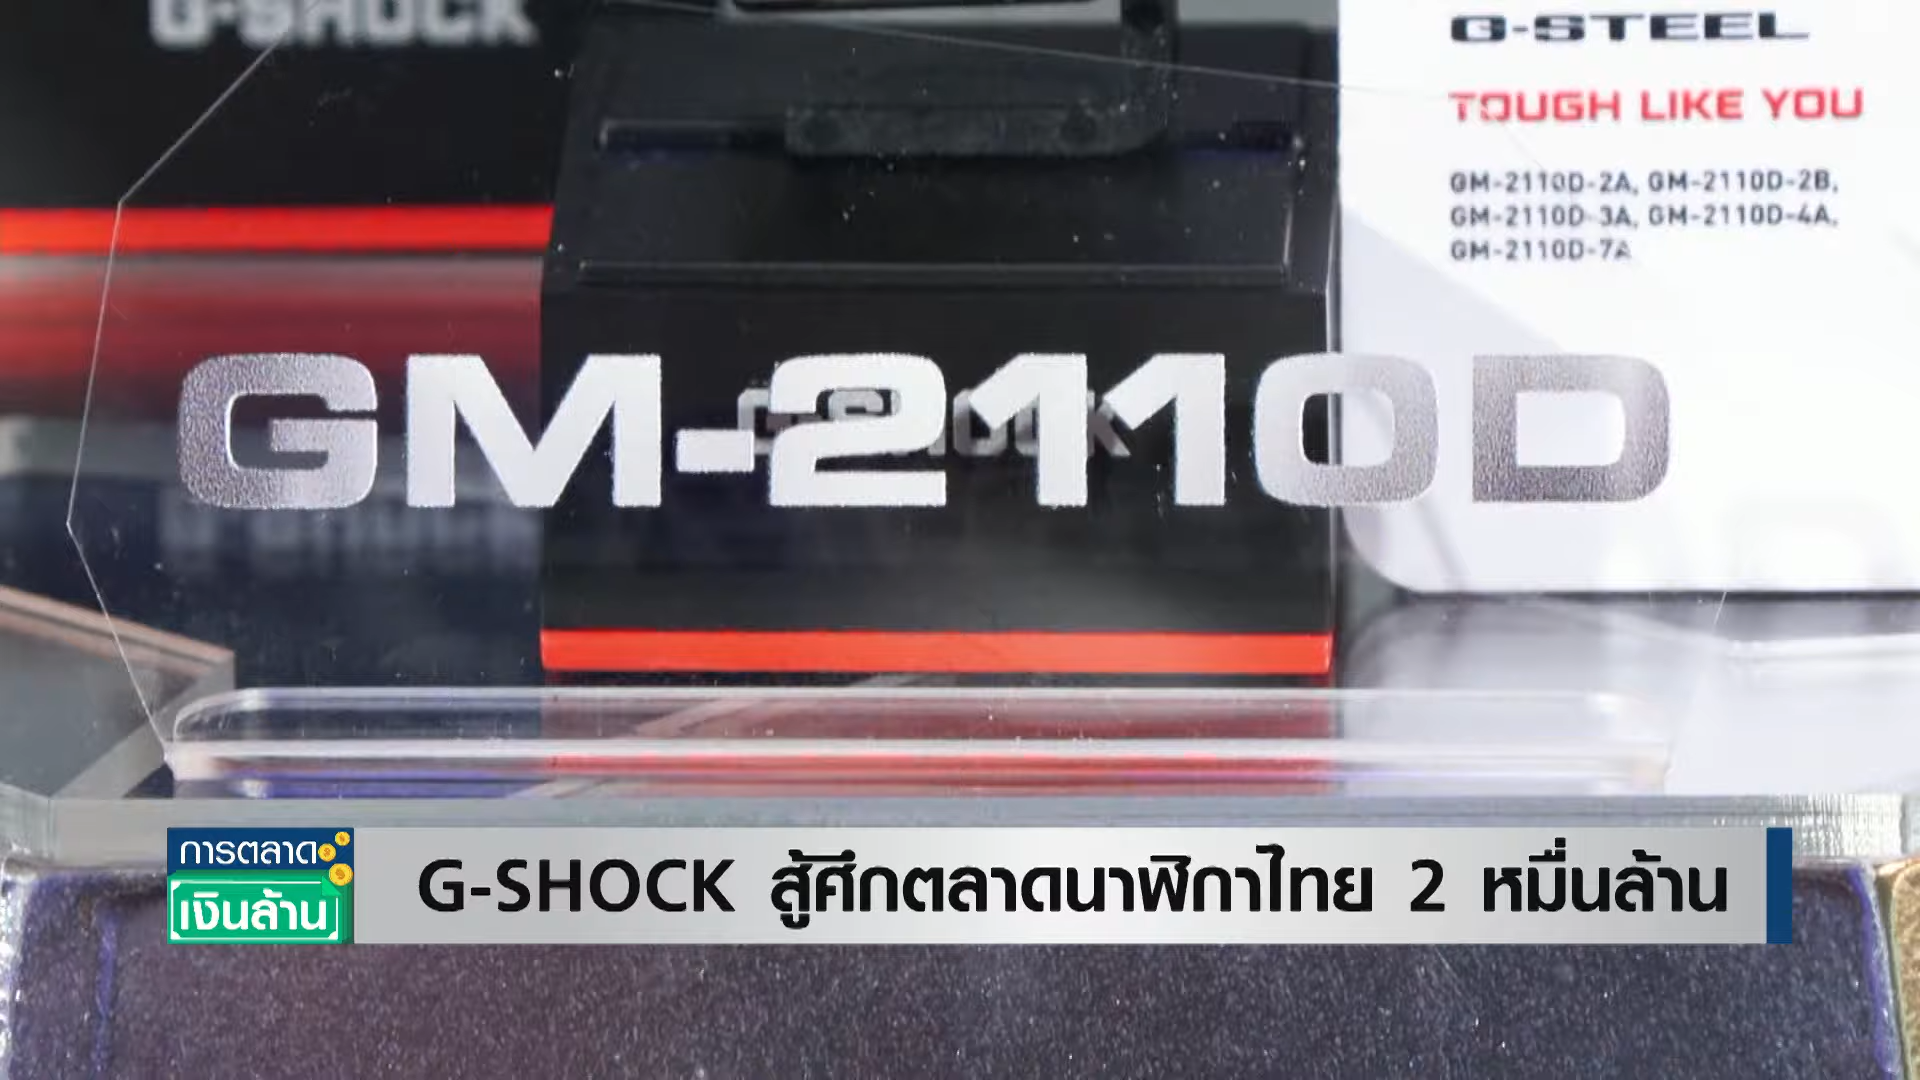 G-SHOCK
G-STEEL
TOUGH LIKE YOU
GM-2110D-2A, GM-2110D-2B,
GM-2110D-3A, GM-2110D-4A,
GM-2110D-7A
GM-2110D
G-SHOCK
G-SHOCK
การตลาด
เงินล้าน
G-SHOCK สู้ศึกตลาดนาฬิกาไทย 2 หมื่นล้าน